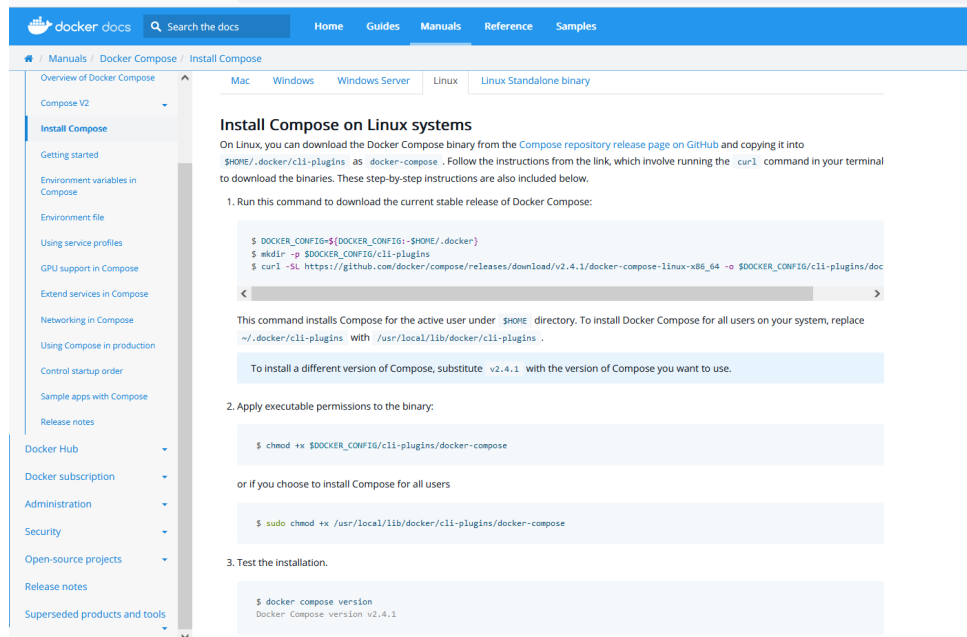 docker docs
Search the docs
Home Guides Manuals Reference Samples
/ Manuals / Docker Compose / Install Compose
Overview of Docker Compose
Compose V2
Install Compose
Getting started
Environment variables in
Compose
Environment file
Using service profiles
GPU support in Compose
Extend services in Compose
Networking in Compose
Using Compose in production
Control startup order
Sample apps with Compose
Release notes
Docker Hub
Docker subscription
Administration
Security
Open-source projects
Release notes
Superseded products and tools
Mac Windows Windows Server Linux Linux Standalone binary
Install Compose on Linux systems
On Linux, you can download the Docker Compose binary from the Compose repository release page on GitHub and copying it into
$HOME/.docker/cli-plugins as docker-compose . Follow the instructions from the link, which involve running the curl command in your terminal
to download the binaries. These step-by-step instructions are also included below.
1. Run this command to download the current stable release of Docker Compose:
$ DOCKER_CONFIG=${DOCKER_CONFIG:-$HOME/.docker}
$ mkdir -p $DOCKER_CONFIG/cli-plugins
$ curl -SL https://github.com/docker/compose/releases/download/v2.4.1/docker-compose-linux-x86_64 -o $DOCKER_CONFIG/cli-plugins/doc
This command installs Compose for the active user under $HOME directory. To install Docker Compose for all users on your system, replace
~/.docker/cli-plugins with /usr/local/lib/docker/cli-plugins .
To install a different version of Compose, substitute v2.4.1 with the version of Compose you want to use.
2. Apply executable permissions to the binary:
$ chmod +x $DOCKER_CONFIG/cli-plugins/docker-compose
or if you choose to install Compose for all users
$ sudo chmod +x /usr/local/lib/docker/cli-plugins/docker-compose
3. Test the installation.
$ docker compose version
Docker Compose version v2.4.1